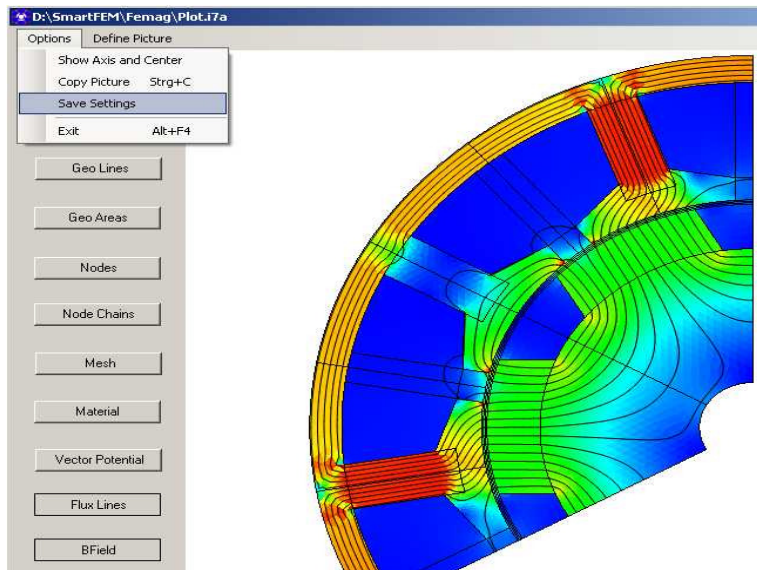 D:\SmartFEM\Femag\Plot.i7a
Options Define Picture
Show Axis and Center
Copy Picture Strg+C
Save Settings
Exit Alt+F4
Geo Lines
Geo Areas
Nodes
Node Chains
Mesh
Material
Vector Potential
Flux Lines
BField